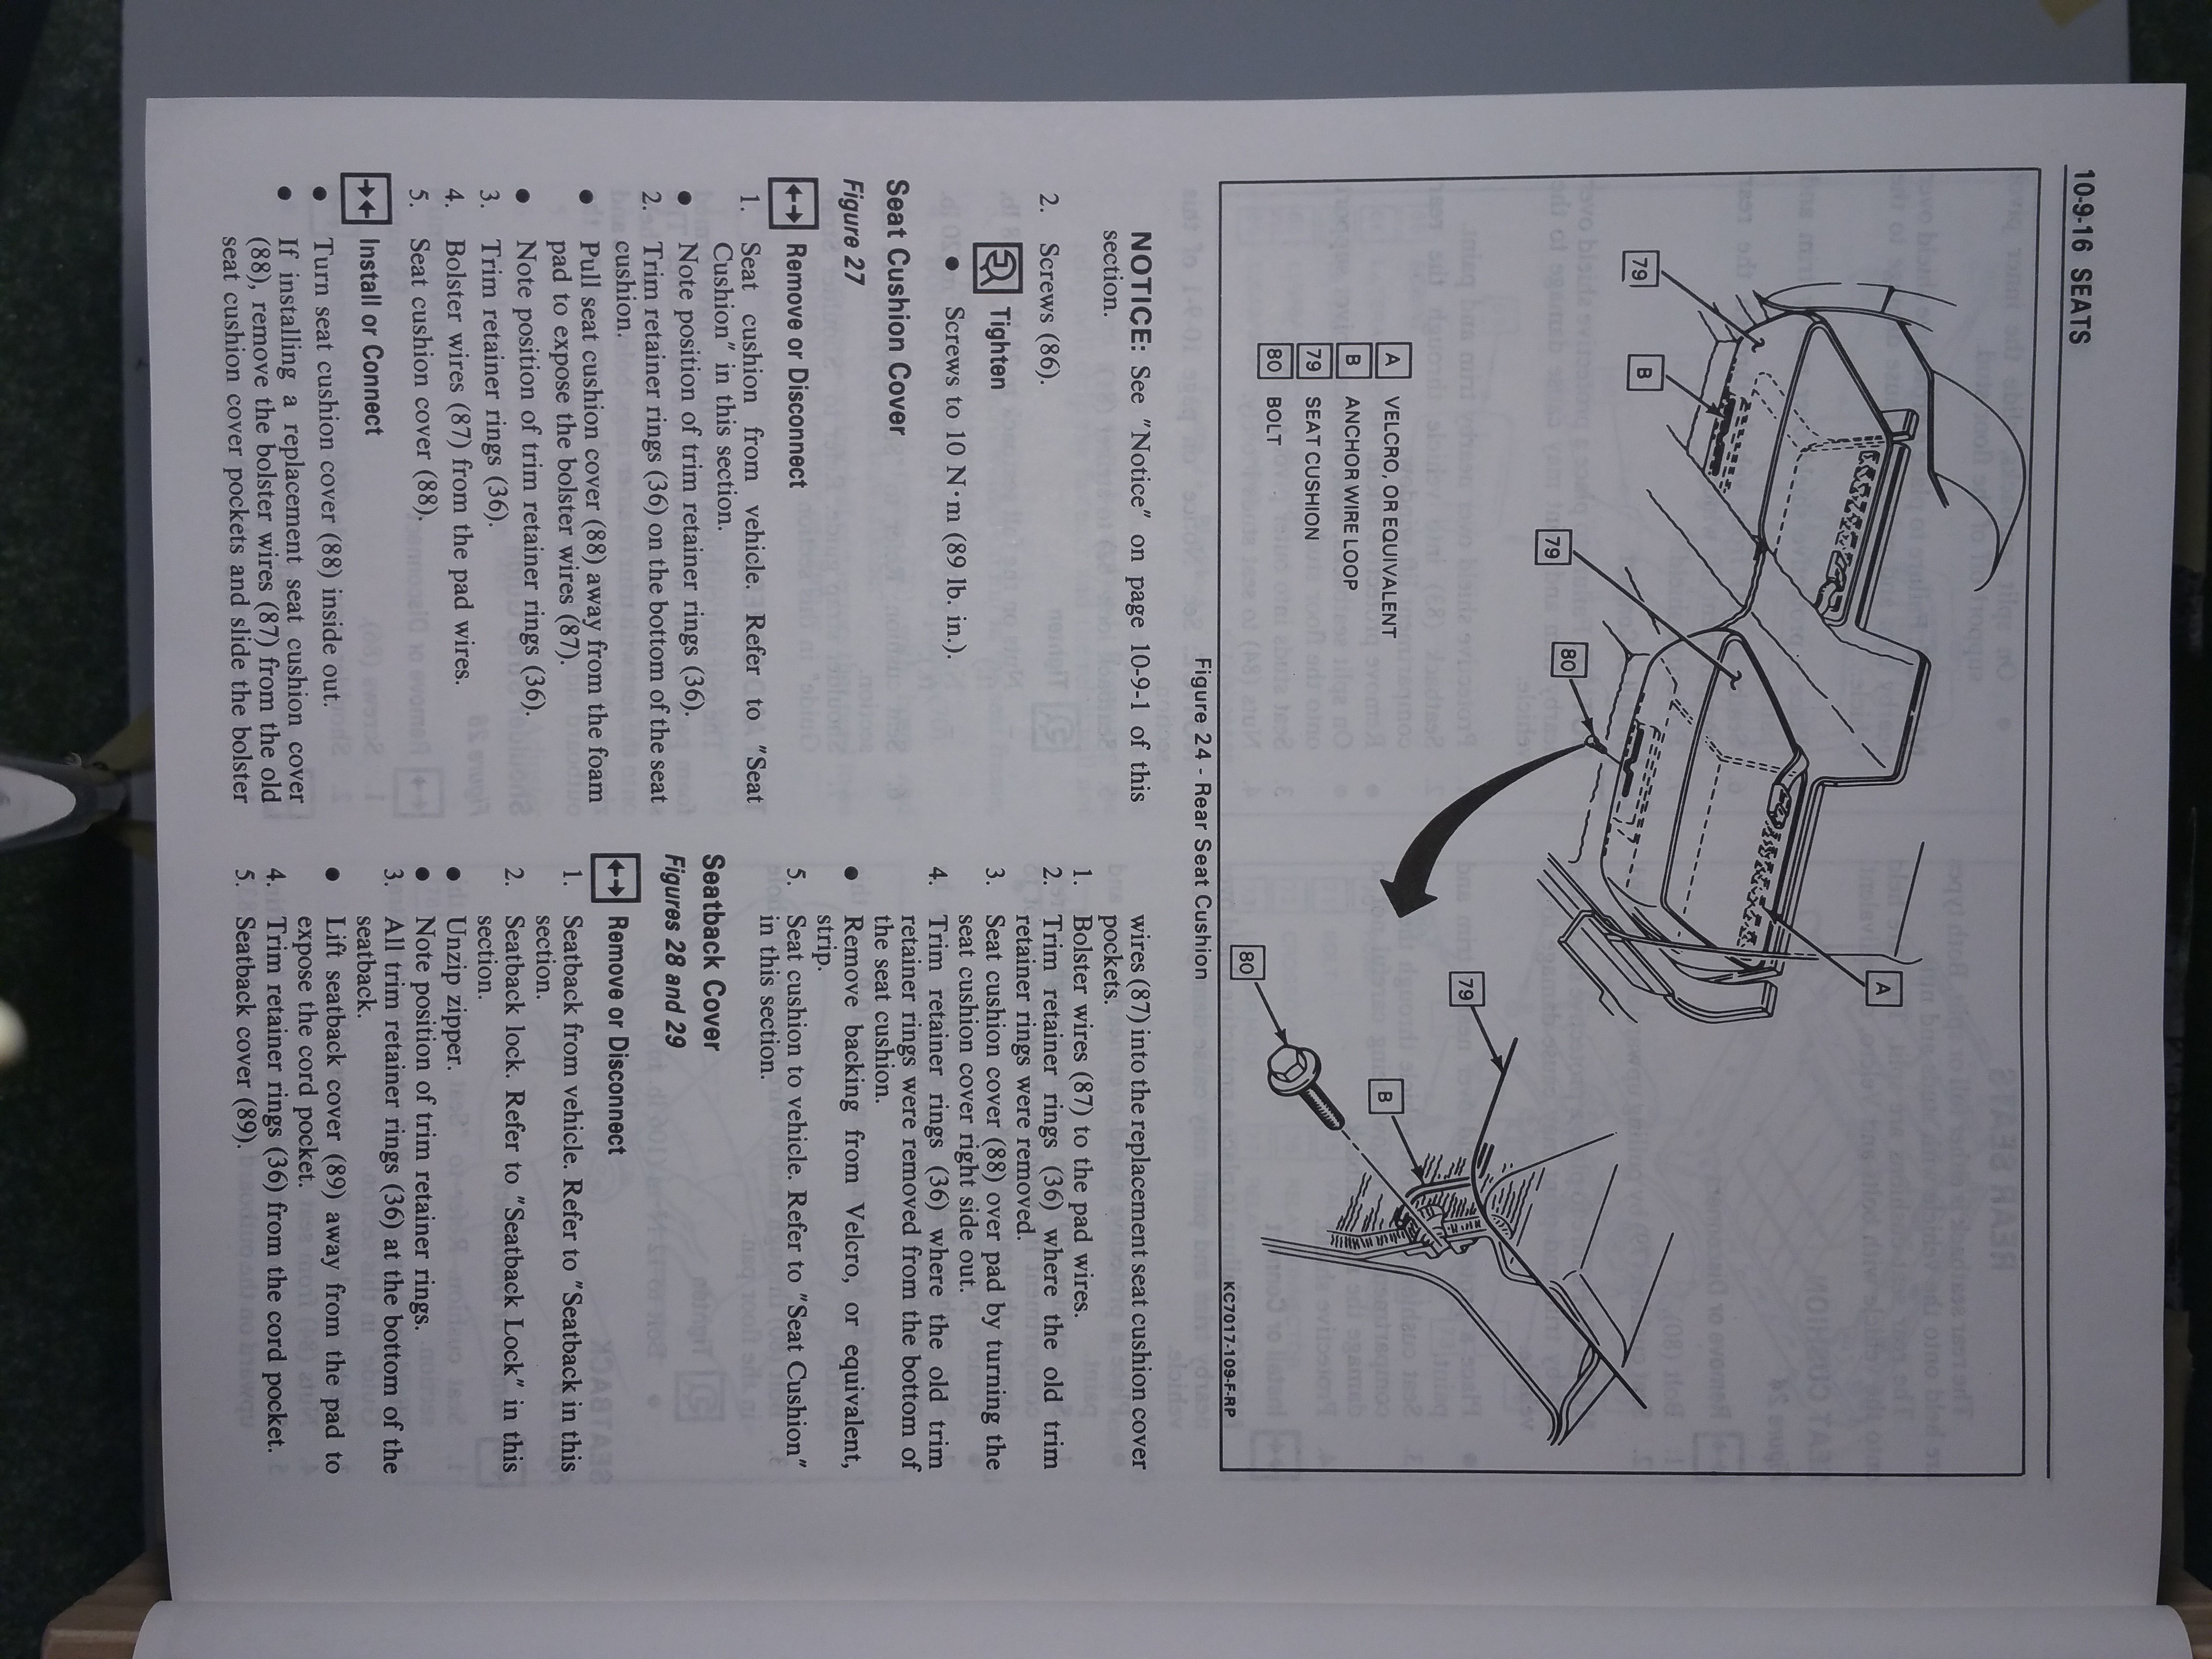 10-9-16 SEATS
79
B
79
80
A
A VELCRO, OR EQUIVALENT
B ANCHOR WIRE LOOP
79 SEAT CUSHION
80 BOLT
79
B
80
KC7017-109-F-RP
Figure 24 - Rear Seat Cushion
NOTICE: See "Notice" on page 10-9-1 of this
section.
2. Screws (86).
Tighten
• Screws to 10 N·m (89 lb. in.).
Seat Cushion Cover
Figure 27
Remove or Disconnect
1. Seat cushion from vehicle. Refer to "Seat
Cushion" in this section.
• Note position of trim retainer rings (36).
2. Trim retainer rings (36) on the bottom of the seat
cushion.
• Pull seat cushion cover (88) away from the foam
pad to expose the bolster wires (87).
• Note position of trim retainer rings (36).
3. Trim retainer rings (36).
4. Bolster wires (87) from the pad wires.
5. Seat cushion cover (88).
Install or Connect
• Turn seat cushion cover (88) inside out.
• If installing a replacement seat cushion cover
(88), remove the bolster wires (87) from the old
seat cushion cover pockets and slide the bolster
wires (87) into the replacement seat cushion cover
pockets.
1. Bolster wires (87) to the pad wires.
2. Trim retainer rings (36) where the old trim
retainer rings were removed.
3. Seat cushion cover (88) over pad by turning the
seat cushion cover right side out.
4. Trim retainer rings (36) where the old trim
retainer rings were removed from the bottom of
the seat cushion.
• Remove backing from Velcro, or equivalent,
strip.
5. Seat cushion to vehicle. Refer to "Seat Cushion"
in this section.
Seatback Cover
Figures 28 and 29
Remove or Disconnect
1. Seatback from vehicle. Refer to "Seatback in this
section.
2. Seatback lock. Refer to "Seatback Lock" in this
section.
• Unzip zipper.
• Note position of trim retainer rings.
3. All trim retainer rings (36) at the bottom of the
seatback.
• Lift seatback cover (89) away from the pad to
expose the cord pocket.
4. Trim retainer rings (36) from the cord pocket.
5. Seatback cover (89).